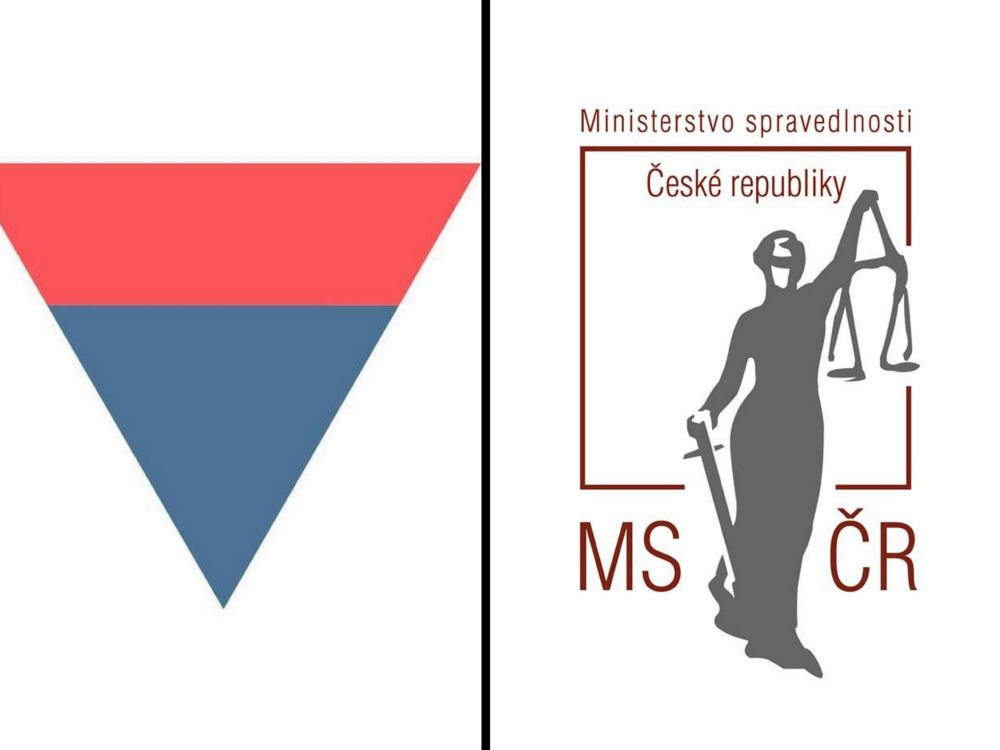 Ministerstvo spravedlnosti
České republiky
MS ČR